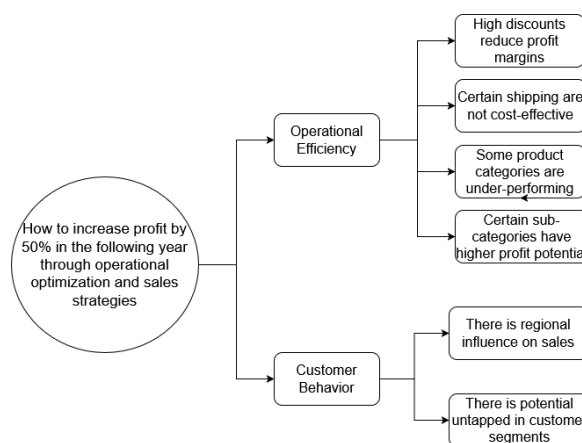 How to increase profit by
50% in the following year
through operational
optimization and sales
strategies
Operational
Efficiency
High discounts
reduce profit
margins
Certain shipping are
not cost-effective
Some product
categories are
under-performing
Certain sub-
categories have
higher profit potential
Customer
Behavior
There is regional
influence on sales
There is potential
untapped in custome
segments